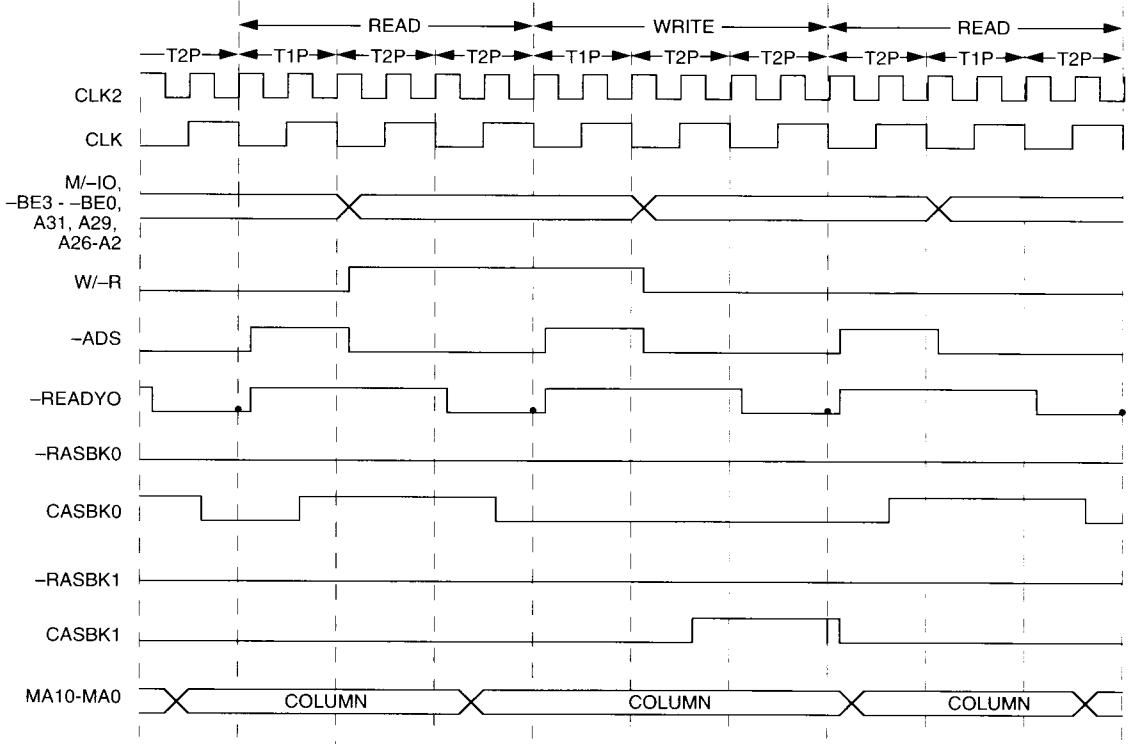 READ WRITE READ
T2P T1P T2P T2P T1P T2P T2P T2P T1P T2P
CLK2
CLK
M/–IO,
–BE3 - –BE0,
A31, A29,
A26-A2
W/–R
–ADS
–READYO
–RASBK0
CASBK0
–RASBK1
CASBK1
MA10-MA0 COLUMN COLUMN COLUMN